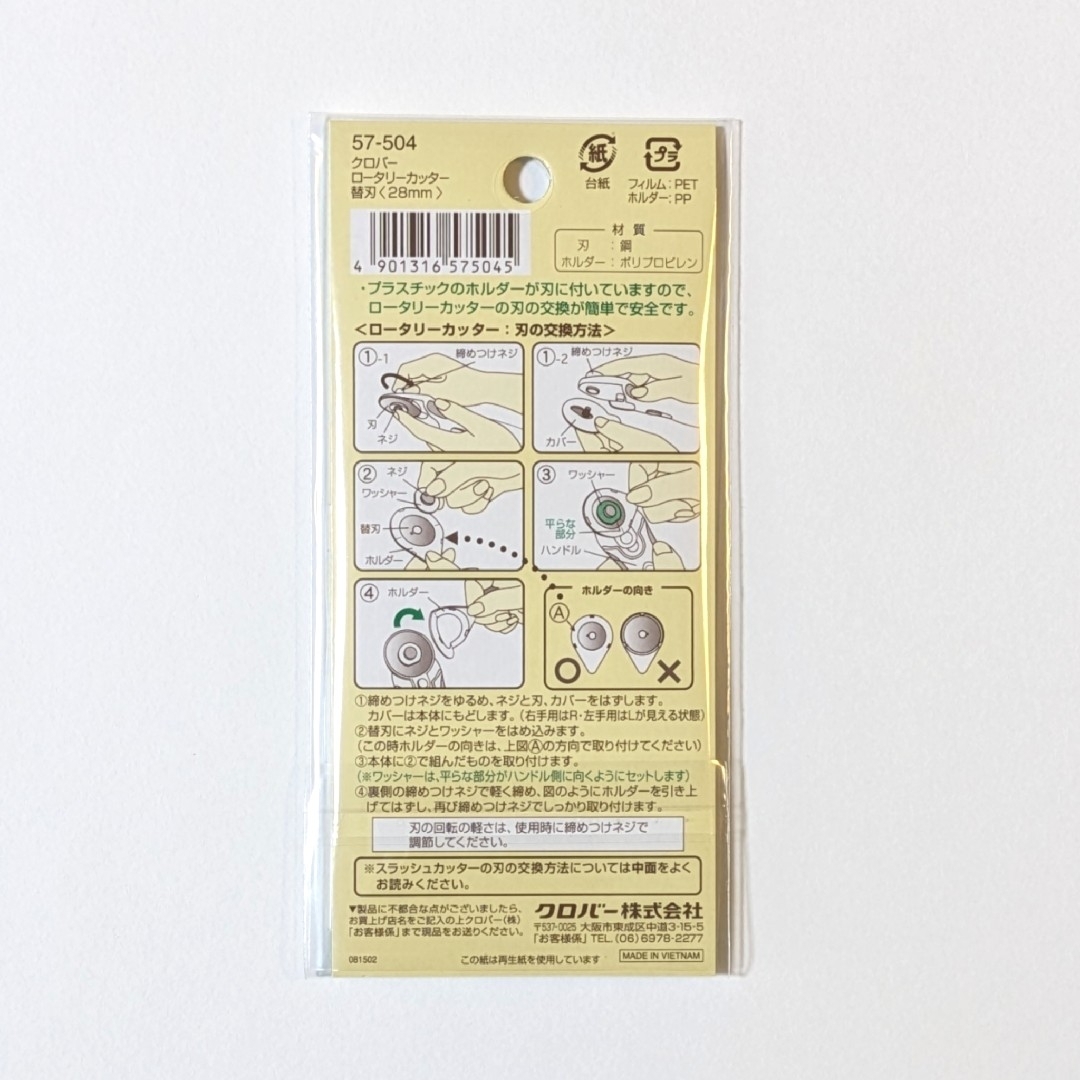 57-504
クロバー
ロータリーカッター
替刃〈28mm〉
紙
台紙
プラ
フィルム：PET
ホルダー：PP
4 901316 575045
材 質
刃 ：鋼
ホルダー：ポリプロピレン
・プラスチックのホルダーが刃に付いていますので、
ロータリーカッターの刃の交換が簡単で安全です。
＜ロータリーカッター：刃の交換方法＞
①-1
締めつけネジ
刃
ネジ
①-2
締めつけネジ
カバー
②
ネジ
ワッシャー
替刃
ホルダー
③
ワッシャー
平らな
部分
ハンドル
④
ホルダー
ホルダーの向き
Ⓐ
①締めつけネジをゆるめ、ネジと刃、カバーをはずします。
カバーは本体にもどします。（右手用はR・左手用はLが見える状態）
②替刃にネジとワッシャーをはめ込みます。
（この時ホルダーの向きは、上図Ⓐの方向で取り付けてください）
③本体に②で組んだものを取り付けます。
（※ワッシャーは、平らな部分がハンドル側に向くようにセットします）
④裏側の締めつけネジで軽く締め、図のようにホルダーを引き上
げてはずし、再び締めつけネジでしっかり取り付けます。
刃の回転の軽さは、使用時に締めつけネジで
調節してください。
※スラッシュカッターの刃の交換方法については中面をよく
お読みください。
▼製品に不都合な点がございましたら、
お買上げ店名をご記入の上クロバー(株)
「お客様係」まで現品をお送りください。
クロバー株式会社
〒537-0025 大阪市東成区中道3-15-5
「お客様係」TEL.(06)6978-2277
081502
この紙は再生紙を使用しています
MADE IN VIETNAM